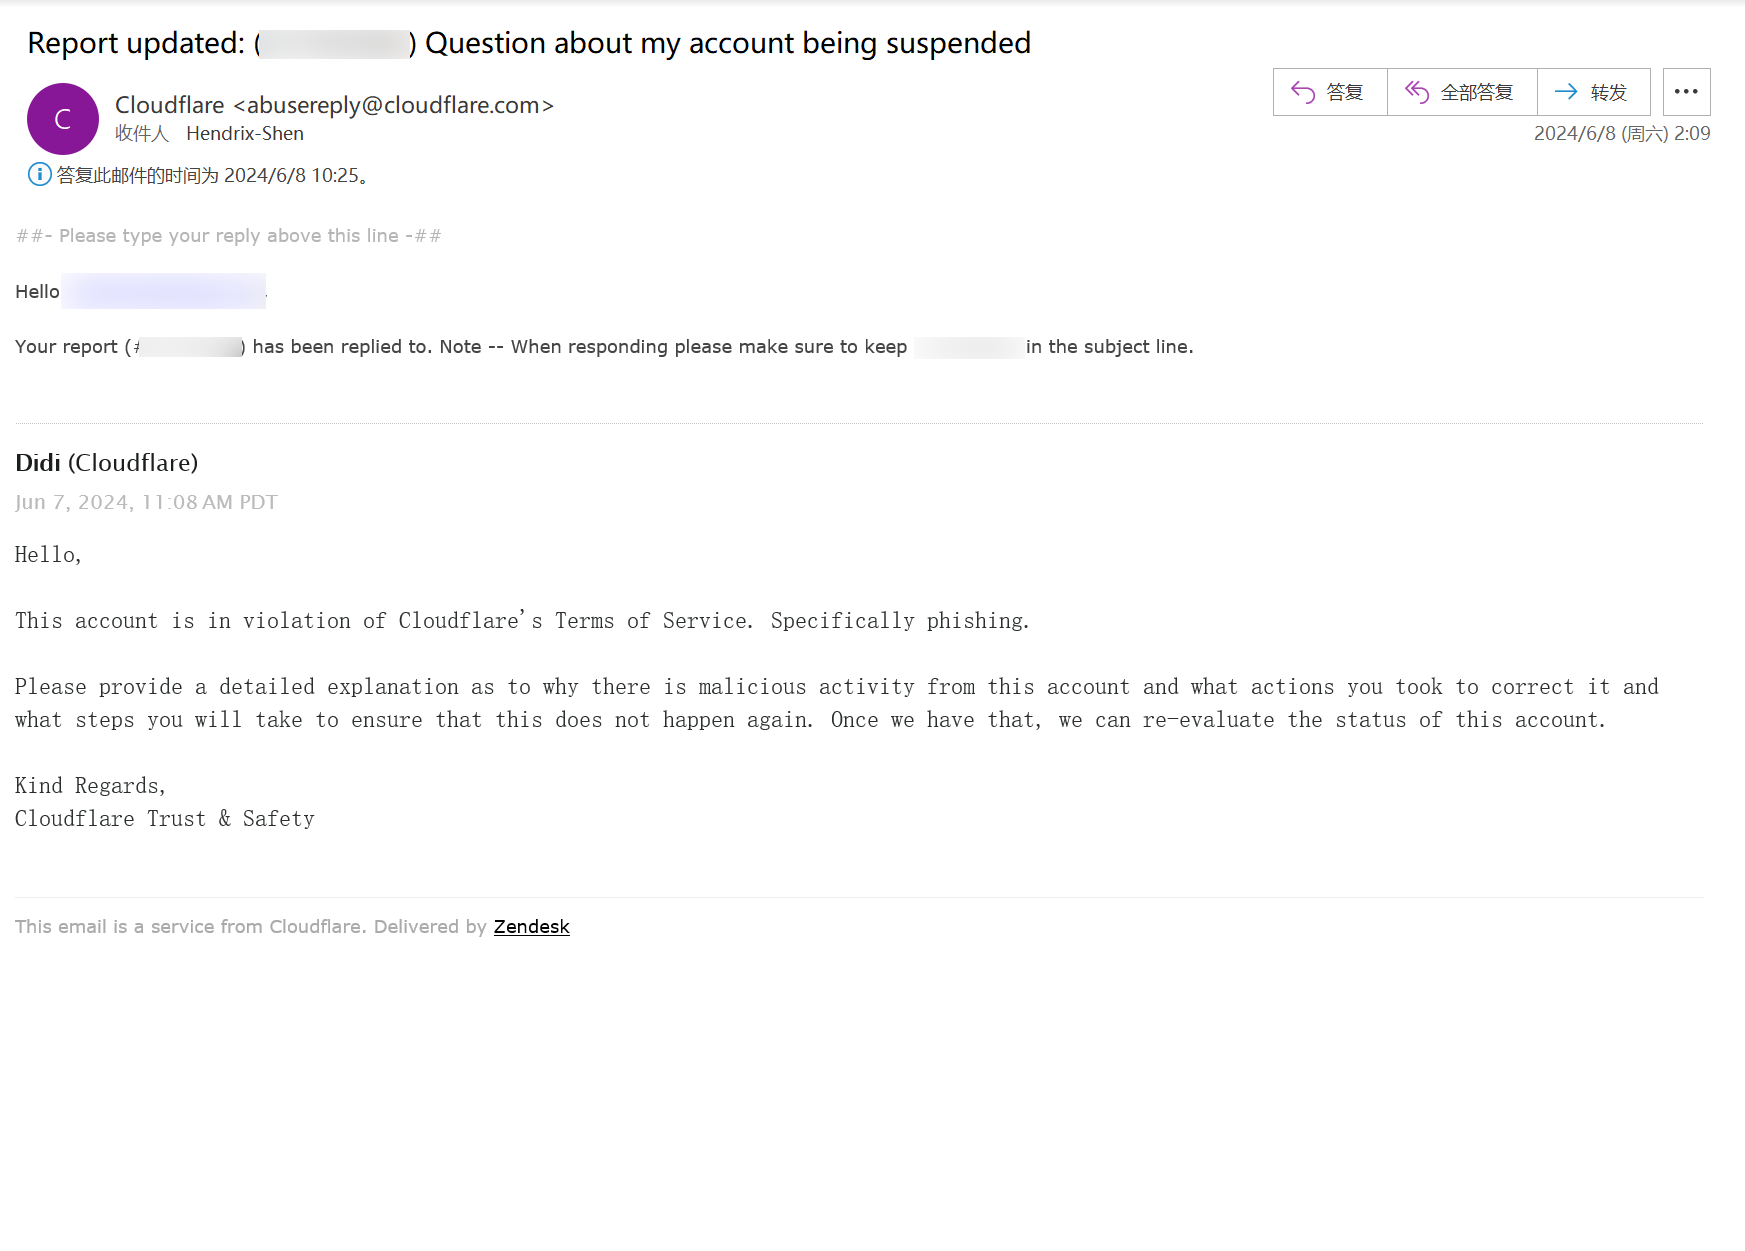 Report updated: () Question about my account being suspended
C
Cloudflare <abusereply@cloudflare.com>
收件人 Hendrix-Shen
答复
全部答复
转发
2024/6/8 (周六) 2:09
答复此邮件的时间为 2024/6/8 10:25。
##- Please type your reply above this line -##
Hello
Your report (#) has been replied to. Note -- When responding please make sure to keep in the subject line.
Didi (Cloudflare)
Jun 7, 2024, 11:08 AM PDT
Hello,
This account is in violation of Cloudflare's Terms of Service. Specifically phishing.
Please provide a detailed explanation as to why there is malicious activity from this account and what actions you took to correct it and
what steps you will take to ensure that this does not happen again. Once we have that, we can re-evaluate the status of this account.
Kind Regards,
Cloudflare Trust & Safety
This email is a service from Cloudflare. Delivered by Zendesk